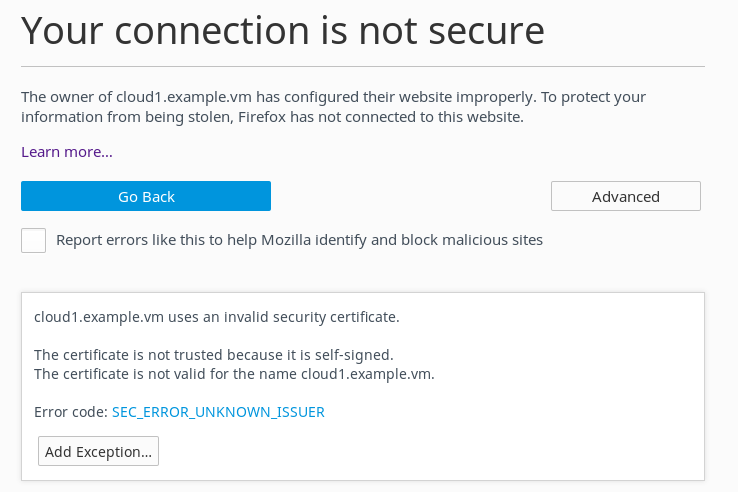 Your connection is not secure
The owner of cloud1.example.vm has configured their website improperly. To protect your
information from being stolen, Firefox has not connected to this website.
Learn more...
Go Back
Advanced
Report errors like this to help Mozilla identify and block malicious sites
cloud1.example.vm uses an invalid security certificate.
The certificate is not trusted because it is self-signed.
The certificate is not valid for the name cloud1.example.vm.
Error code: SEC_ERROR_UNKNOWN_ISSUER
Add Exception...